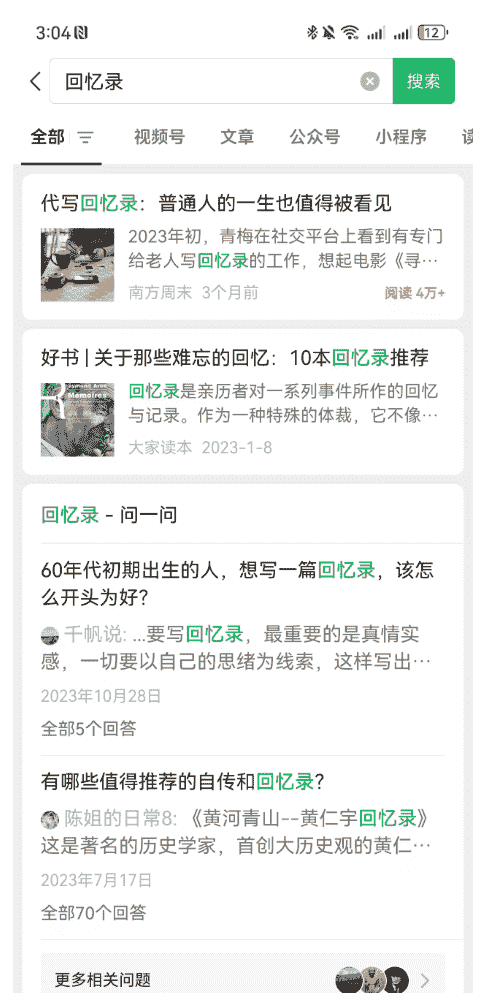 3:04
12
回忆录
搜索
全部
视频号
文章
公众号
小程序
代写回忆录：普通人的一生也值得被看见
2023年初，青梅在社交平台上看到有专门
给老人写回忆录的工作，想起电影《寻…
南方周末 3个月前
阅读 4万+
好书 | 关于那些难忘的回忆：10本回忆录推荐
Mémoires
回忆录是亲历者对一系列事件所作的回忆
与记录。作为一种特殊的体裁，它不像…
大家读本 2023-1-8
回忆录 - 问一问
60年代初期出生的人，想写一篇回忆录，该怎
么开头为好？
千帆说: ...要写回忆录，最重要的是真情实
感，一切要以自己的思绪为线索，这样写出…
2023年10月28日
全部5个回答
有哪些值得推荐的自传和回忆录？
陈姐的日常8: 《黄河青山--黄仁宇回忆录》
这是著名的历史学家，首创大历史观的黄仁…
2023年7月17日
全部70个回答
更多相关问题